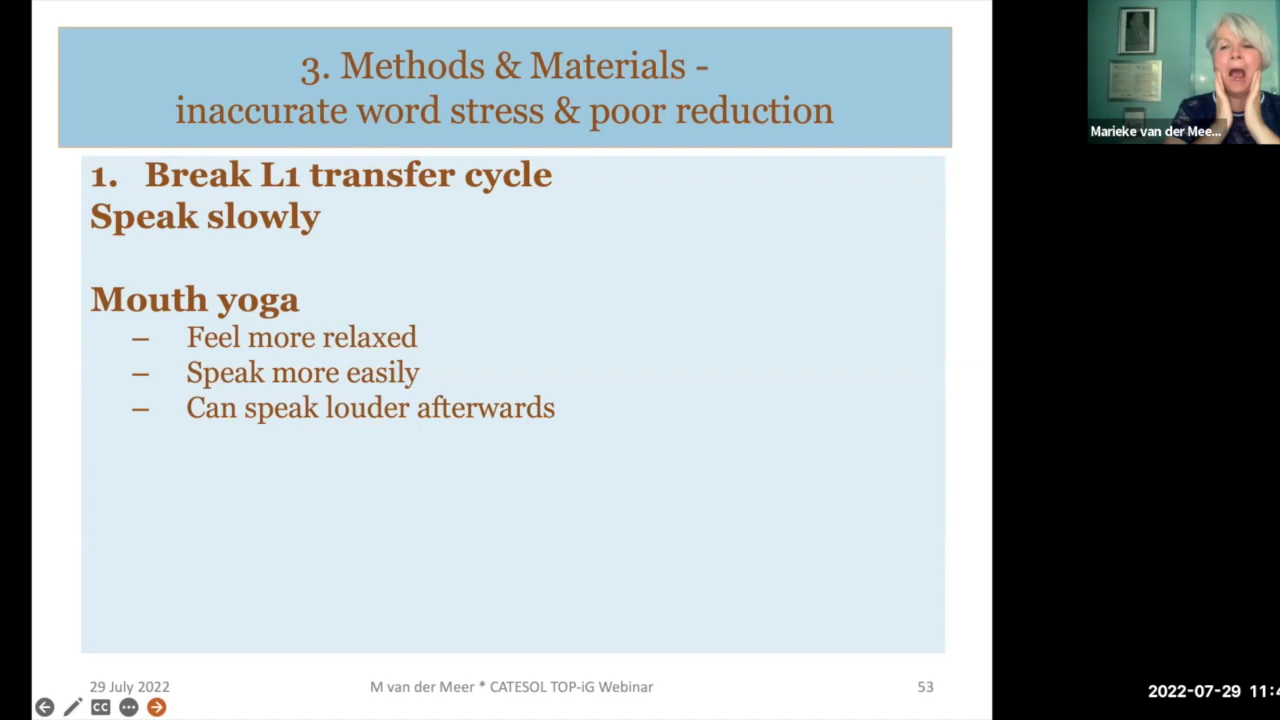 3. Methods & Materials -
inaccurate word stress & poor reduction
Marieke van der Mee...
1. Break L1 transfer cycle
Speak slowly
Mouth yoga
– Feel more relaxed
– Speak more easily
– Can speak louder afterwards
29 July 2022
M van der Meer * CATESOL TOP-iG Webinar
53
CC
2022-07-29 11:4